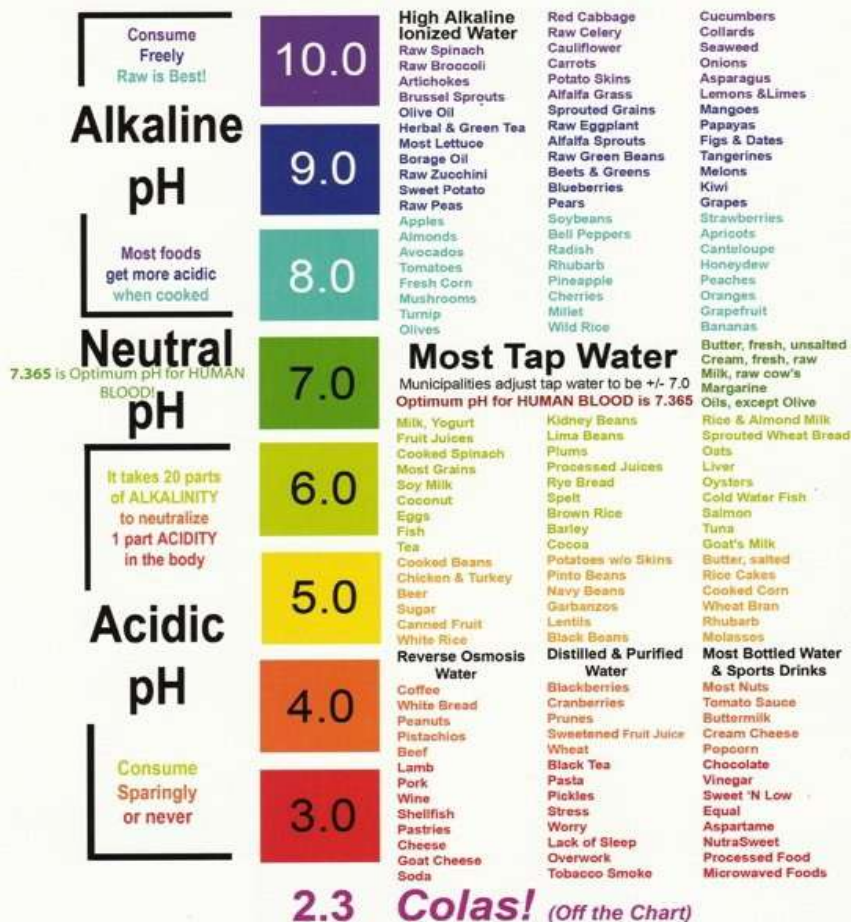 Consume
Freely
Raw is Best!
Alkaline
pH
Most foods
get more acidic
when cooked
Neutral
7.365 is Optimum pH for HUMAN
BLOOD!
pH
It takes 20 parts
of ALKALINITY
to neutralize
1 part ACIDITY
in the body
Acidic
pH
Consume
Sparingly
or never
10.0
9.0
8.0
7.0
6.0
5.0
4.0
3.0
High Alkaline
Ionized Water
Raw Spinach
Raw Broccoli
Artichokes
Brussel Sprouts
Olive Oil
Herbal & Green Tea
Most Lettuce
Borage Oil
Raw Zucchini
Sweet Potato
Raw Peas
Apples
Almonds
Avocados
Tomatoes
Fresh Corn
Mushrooms
Turnip
Olives
Red Cabbage
Raw Celery
Cauliflower
Carrots
Potato Skins
Alfalfa Grass
Sprouted Grains
Raw Eggplant
Alfalfa Sprouts
Raw Green Beans
Beets & Greens
Blueberries
Pears
Soybeans
Bell Peppers
Radish
Rhubarb
Pineapple
Cherries
Millet
Wild Rice
Cucumbers
Collards
Seaweed
Onions
Asparagus
Lemons &Limes
Mangoes
Papayas
Figs & Dates
Tangerines
Melons
Kiwi
Grapes
Strawberries
Apricots
Canteloupe
Honeydew
Peaches
Oranges
Grapefruit
Bananas
Most Tap Water
Municipalities adjust tap water to be +/- 7.0
Optimum pH for HUMAN BLOOD is 7.365
Butter, fresh, unsalted
Cream, fresh, raw
Milk, raw cow's
Margarine
Oils, except Olive
Milk, Yogurt
Fruit Juices
Cooked Spinach
Most Grains
Soy Milk
Coconut
Eggs
Fish
Tea
Cooked Beans
Chicken & Turkey
Beer
Sugar
Canned Fruit
White Rice
Kidney Beans
Lima Beans
Plums
Processed Juices
Rye Bread
Spelt
Brown Rice
Barley
Cocoa
Potatoes w/o Skins
Pinto Beans
Navy Beans
Garbanzos
Lentils
Black Beans
Rice & Almond Milk
Sprouted Wheat Bread
Oats
Liver
Oysters
Cold Water Fish
Salmon
Tuna
Goat's Milk
Butter, salted
Rice Cakes
Cooked Corn
Wheat Bran
Rhubarb
Molasses
Reverse Osmosis
Water
Coffee
White Bread
Peanuts
Pistachios
Beef
Lamb
Pork
Wine
Shellfish
Pastries
Cheese
Goat Cheese
Soda
Distilled & Purified
Water
Blackberries
Cranberries
Prunes
Sweetened Fruit Juice
Wheat
Black Tea
Pasta
Pickles
Stress
Worry
Lack of Sleep
Overwork
Tobacco Smoke
Most Bottled Water
& Sports Drinks
Most Nuts
Tomato Sauce
Buttermilk
Cream Cheese
Popcorn
Chocolate
Vinegar
Sweet 'N Low
Equal
Aspartame
NutraSweet
Processed Food
Microwaved Foods
2.3 Colas! (Off the Chart)